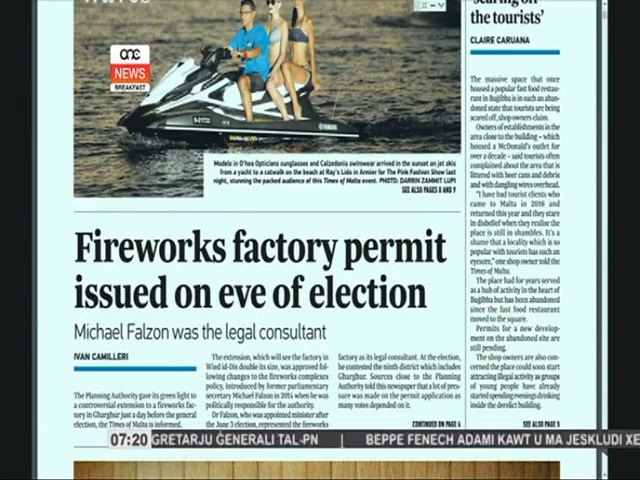 the tourists'
CLAIRE CARUANA
one
NEWS
BREAKFAST
YAMAHA
Models in O'hea Opticians sunglasses and Calzedonia swimwear arrived in the sunset on jet skis
from a yacht to a catwalk on the beach at Ray's Lido in Armier for The Pink Fashion Show last
night, stunning the packed audience of this Times of Malta event. PHOTO: DARRIN ZAMMIT LUPI
SEE ALSO PAGES 8 AND 9
Fireworks factory permit
issued on eve of election
Michael Falzon was the legal consultant
IVAN CAMILLERI
The Planning Authority gave its green light to
a controversial extension to a fireworks fac-
tory in Għargħur just a day before the general
election, the Times of Malta is informed.
The extension, which will see the factory in
Wied id-Dis double its size, was approved fol-
lowing changes to the fireworks complexes
policy, introduced by former parliamentary
secretary Michael Falzon in 2014 when he was
politically responsible for the authority.
Dr Falzon, who was appointed minister after
the June 3 election, represented the fireworks
factory as its legal consultant. At the election,
he contested the ninth district which includes
Għargħur. Sources close to the Planning
Authority told this newspaper that a lot of pres-
sure was made on the permit application as
many votes depended on it.
CONTINUED ON PAGE 6
The massive space that once
housed a popular fast food restau-
rant in Buġibba is in such an aban-
doned state that tourists are being
scared off, shop owners claim.
Owners of establishments in the
area close to the building – which
housed a McDonald's outlet for
over a decade – said tourists often
complained about the area that is
littered with beer cans and debris
and with dangling wires overhead.
"I have had tourist clients who
came to Malta in 2016 and
returned this year and they stare
in disbelief when they realise the
place is still in shambles. It's a
shame that a locality which is so
popular with tourists has such an
eyesore," one shop owner told the
Times of Malta.
The place had for years served
as a hub of activity in the heart of
Buġibba but has been abandoned
since the fast food restaurant
moved to the square.
Permits for a new develop-
ment on the abandoned site are
still pending.
The shop owners are also con-
cerned the place could soon start
attracting illegal activity as groups
of young people have already
started spending evenings drinking
inside the derelict building.
SEE ALSO PAGE 5
07:20 GRETARJU ĠENERALI TAL-PN | BEPPE FENECH ADAMI KAWT U MA JESKLUDI XE